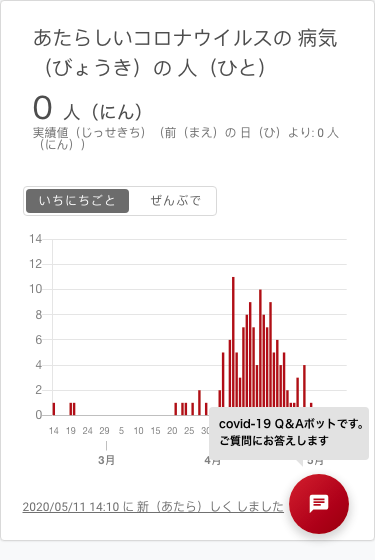 あたらしいコロナウイルスの 病気
（びょうき）の 人（ひと）
0 人（にん）
実績値（じっせきち）（前（まえ）の 日（ひ）より: 0 人
（にん））
いちにちごと ぜんぶで
14
12
10
8
6
4
2
0
14 19 24 29 5 10 15 20 25
3月 4月
covid-19 Q&Aボットです。
ご質問にお答えします
2020/05/11 14:10 に 新（あたら）しく しました